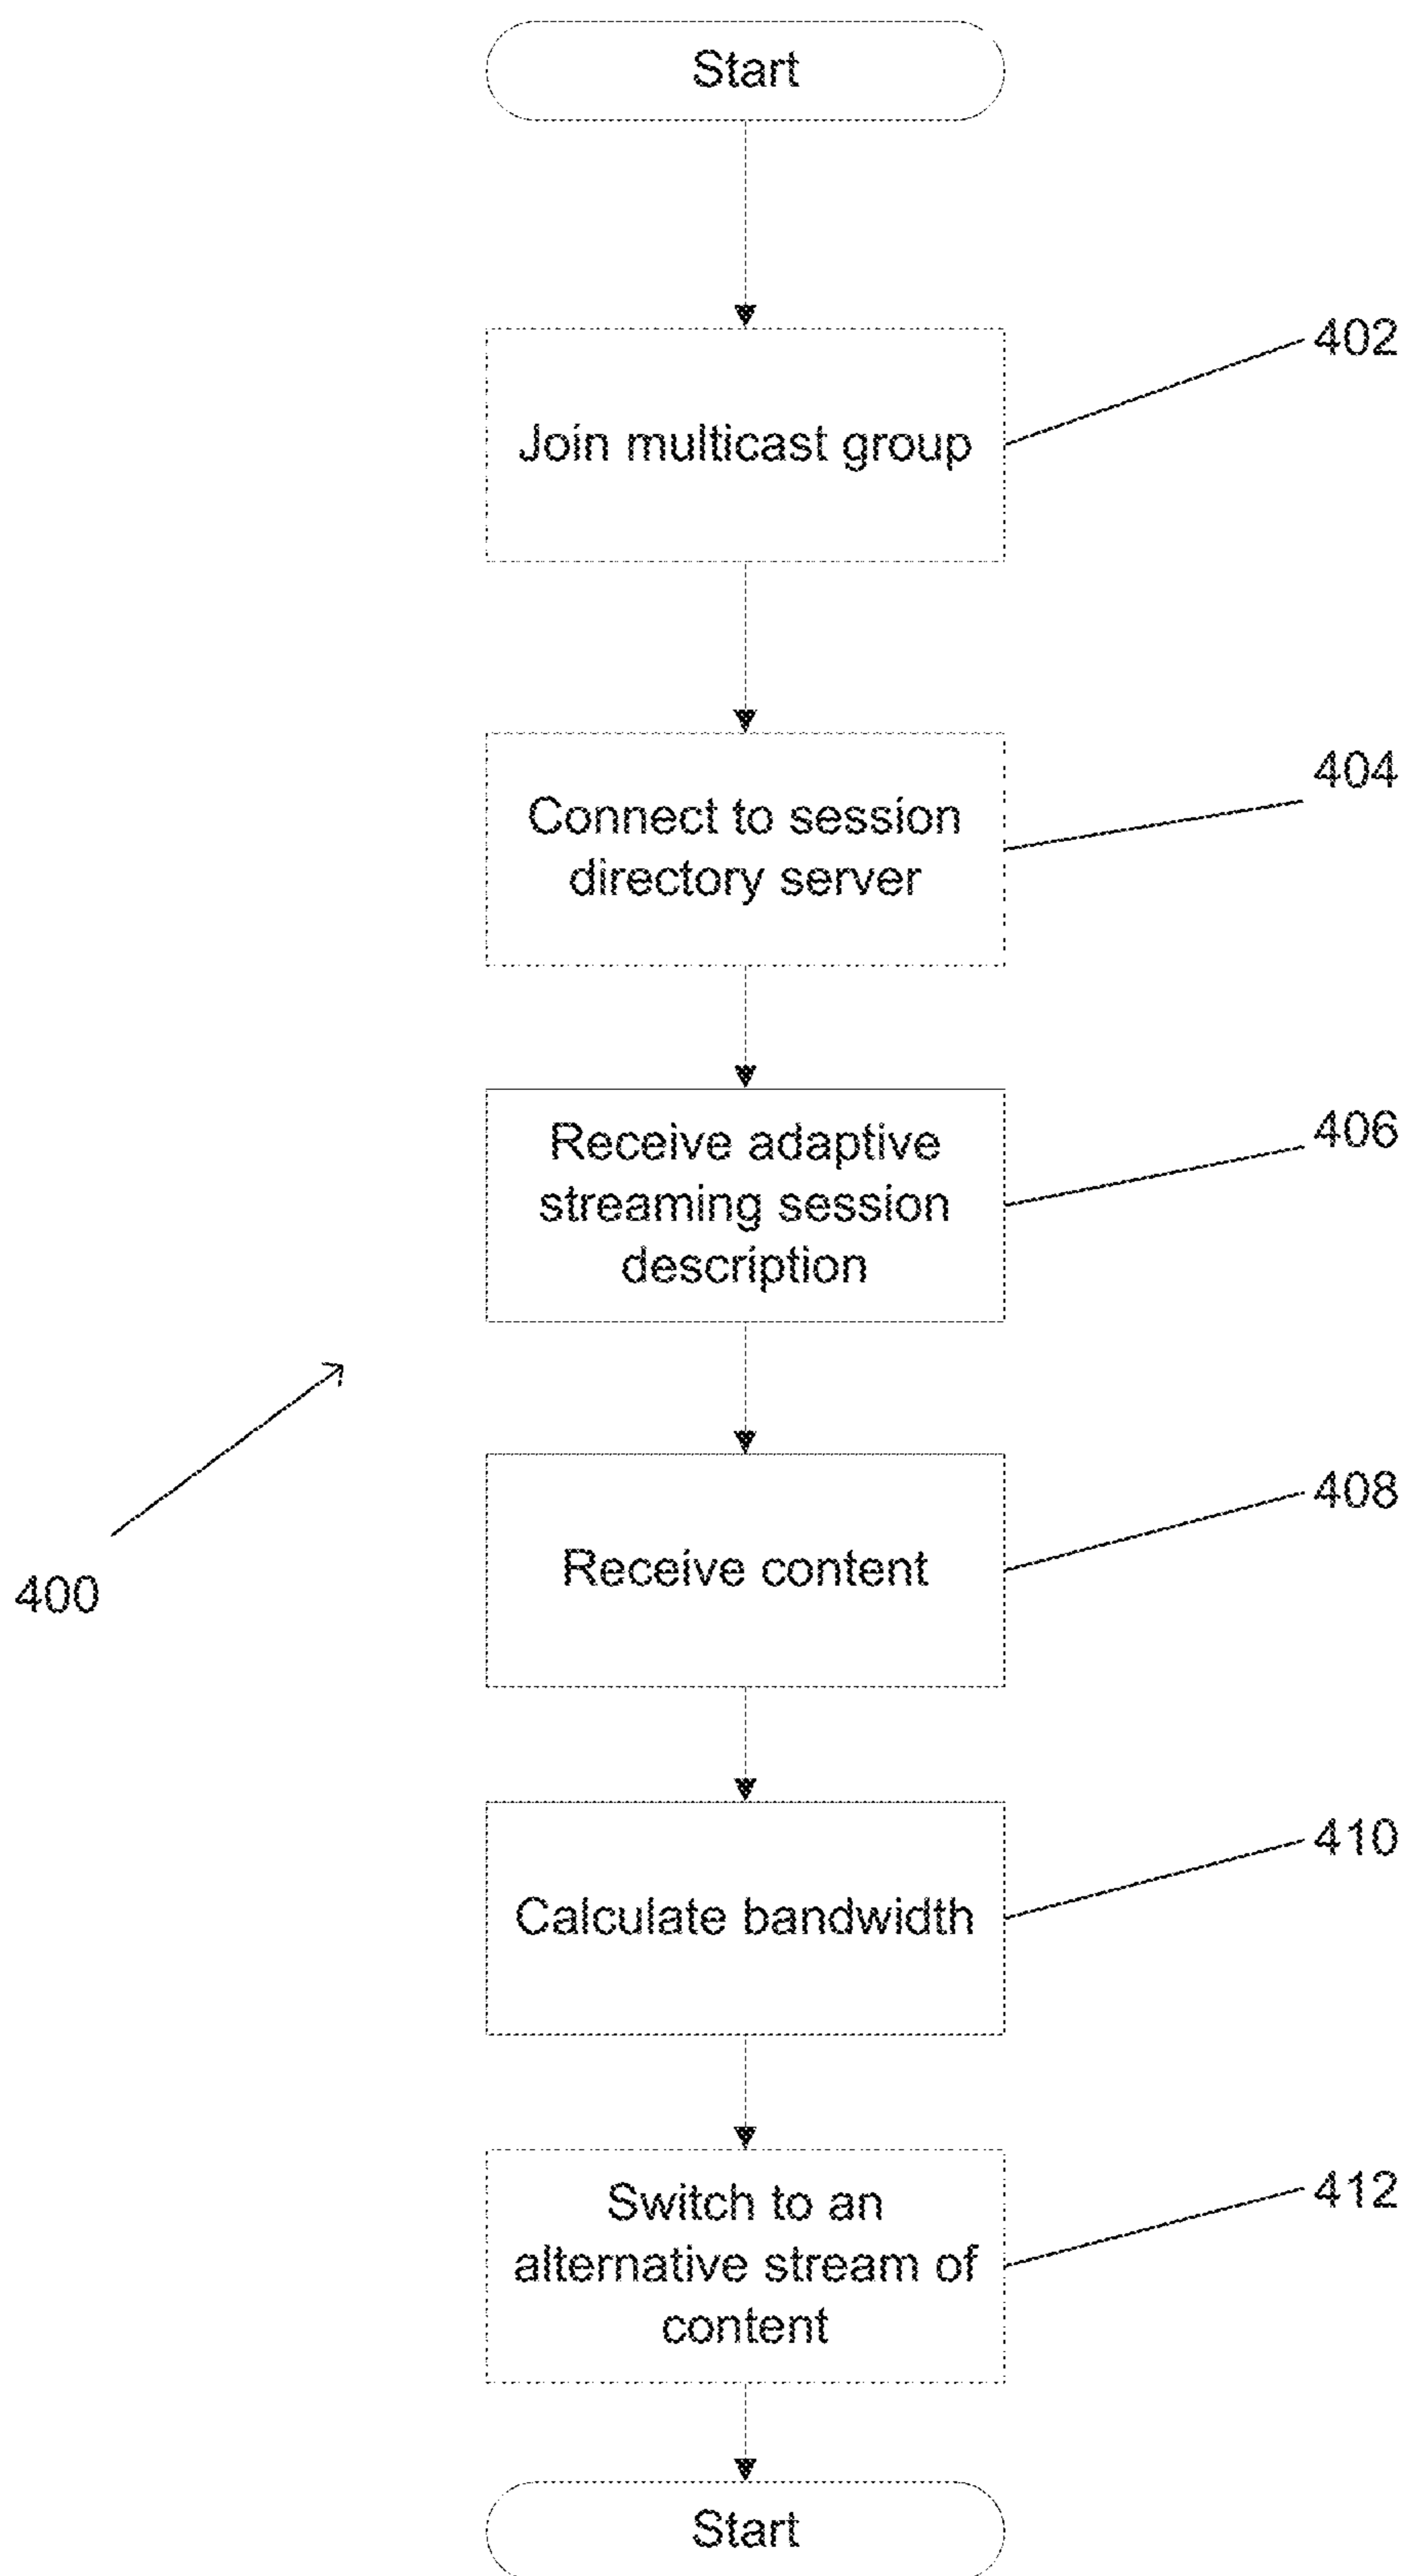 Start
402
Join multicast group
404
Connect to session
directory server
406
Receive adaptive
streaming session
description
408
Receive content
400
410
Calculate bandwidth
412
Switch to an
alternative stream of
content
Start